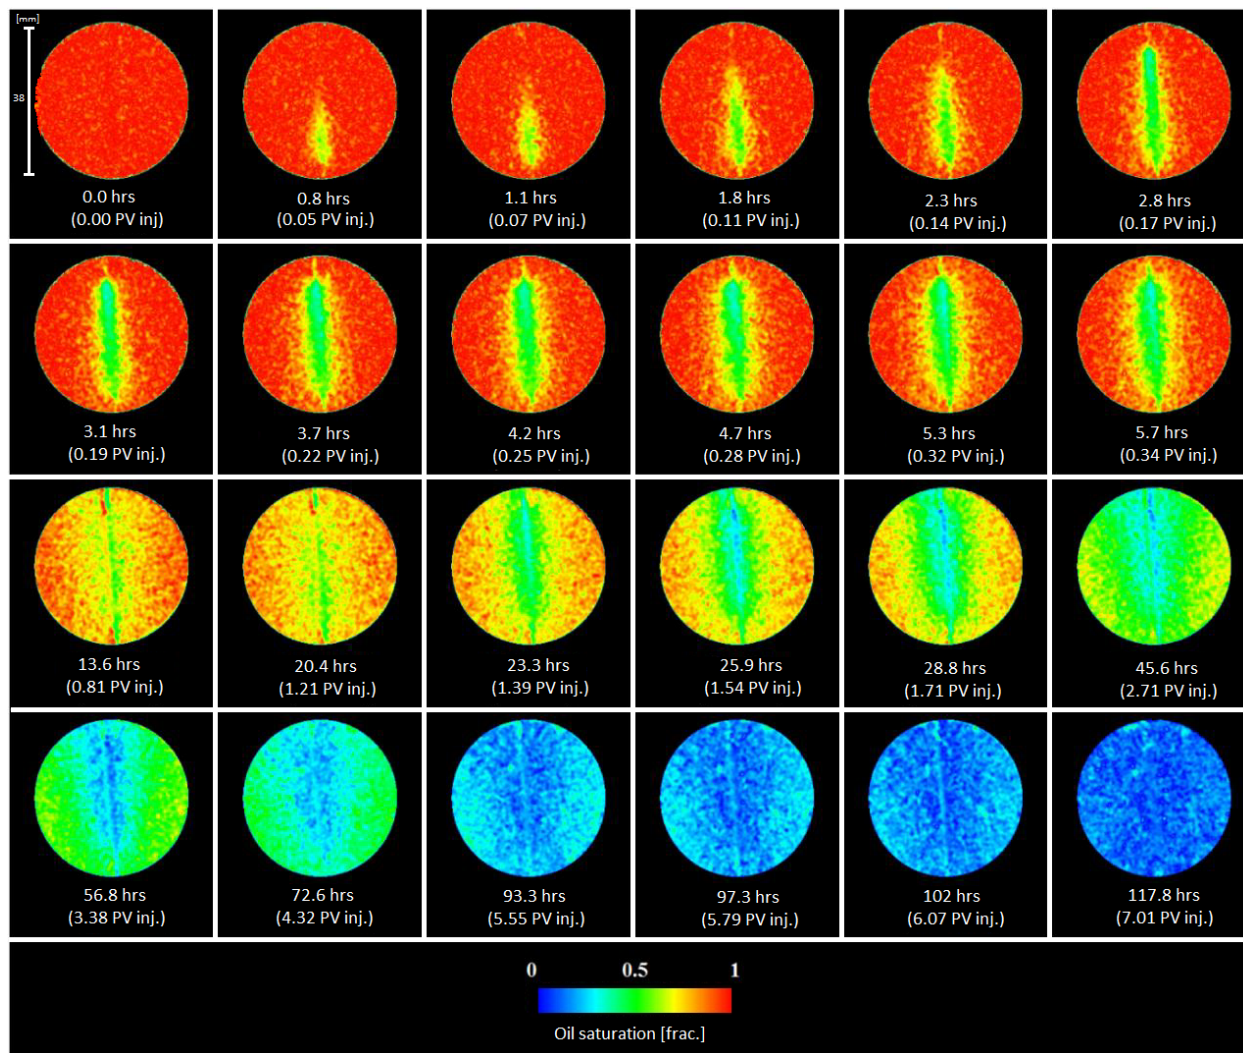 [mm]
38
0.0 hrs
(0.00 PV inj)
0.8 hrs
(0.05 PV inj.)
1.1 hrs
(0.07 PV inj.)
1.8 hrs
(0.11 PV inj.)
2.3 hrs
(0.14 PV inj.)
2.8 hrs
(0.17 PV inj.)
3.1 hrs
(0.19 PV inj.)
3.7 hrs
(0.22 PV inj.)
4.2 hrs
(0.25 PV inj.)
4.7 hrs
(0.28 PV inj.)
5.3 hrs
(0.32 PV inj.)
5.7 hrs
(0.34 PV inj.)
13.6 hrs
(0.81 PV inj.)
20.4 hrs
(1.21 PV inj.)
23.3 hrs
(1.39 PV inj.)
25.9 hrs
(1.54 PV inj.)
28.8 hrs
(1.71 PV inj.)
45.6 hrs
(2.71 PV inj.)
56.8 hrs
(3.38 PV inj.)
72.6 hrs
(4.32 PV inj.)
93.3 hrs
(5.55 PV inj.)
97.3 hrs
(5.79 PV inj.)
102 hrs
(6.07 PV inj.)
117.8 hrs
(7.01 PV inj.)
0 0.5 1
Oil saturation [frac.]